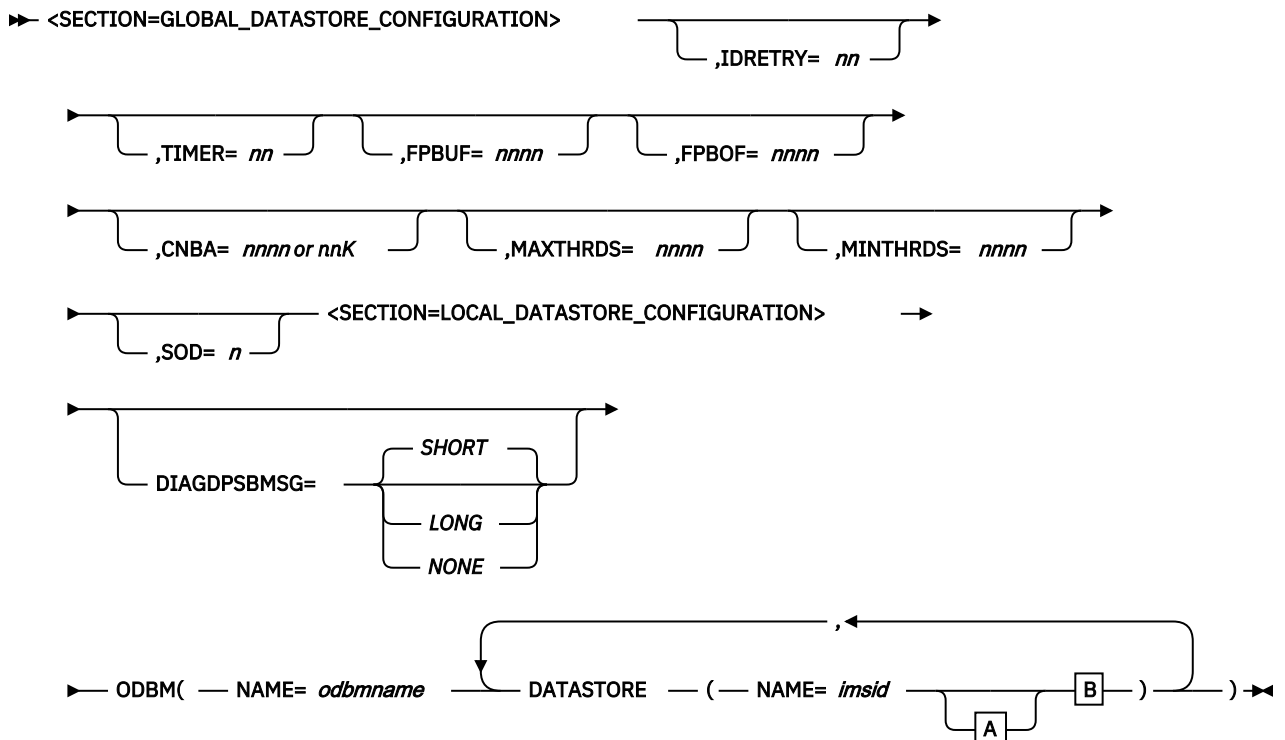 <SECTION=GLOBAL_DATASTORE_CONFIGURATION>
,IDRETRY= nn
,TIMER= nn ,FPBUF= nnnn ,FPBOF= nnnn
,CNBA= nnnn or nnK ,MAXTHRDS= nnnn ,MINTHRDS= nnnn
<SECTION=LOCAL_DATASTORE_CONFIGURATION>
,SOD= n
SHORT
DIAGDPSBMSG=
LONG
NONE
,
ODBM( NAME= odbmname DATASTORE ( NAME= imsid B ) )
A